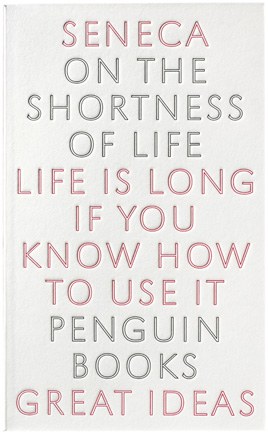 SENECA
ON THE
SHORTNESS
OF LIFE
LIFE IS LONG
IF YOU
KNOW HOW
TO USE IT
PENGUIN
BOOKS
GREAT IDEAS